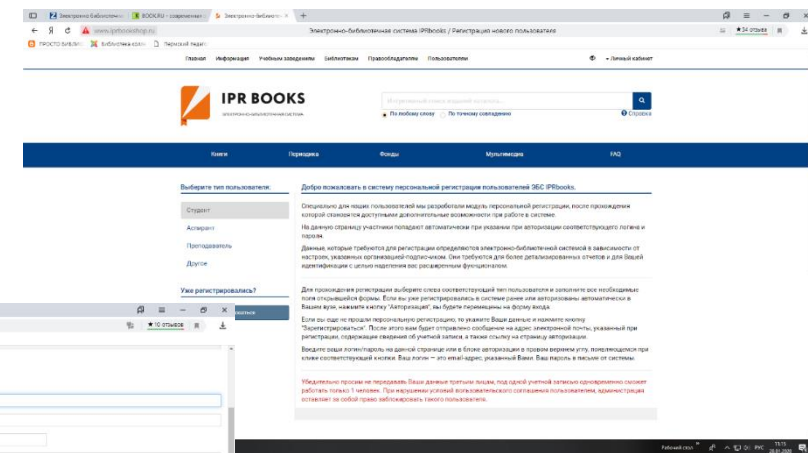 Электронно-библиотечн
BOOK.RU - современная
Электронно-библиотеч
www.iprbookshop.ru
Электронно-библиотечная система IPRbooks / Регистрация нового пользователя
★ 34 отзыва
Главная Информация Учебным заведениям Библиотекам Правообладателям Пользователям
Личный кабинет
IPR BOOKS
ЭЛЕКТРОННО-БИБЛИОТЕЧНАЯ СИСТЕМА
По любому слову По точному совпадению
Справка
Книги Периодика Фонды Мультимедиа FAQ
Выберите тип пользователя:
Студент
Аспирант
Преподаватель
Другое
Уже регистрировались?
Добро пожаловать в систему персональной регистрации пользователей ЭБС IPRbooks.
Специально для наших пользователей мы разработали модуль персональной регистрации, после прохождения
которой становятся доступными дополнительные возможности при работе в системе.
На данную страницу участники попадают автоматически при указании при авторизации соответствующего логина и
пароля.
Данные, которые требуются для регистрации определяются электронно-библиотечной системой в зависимости от
настроек, указанных организацией-подписчиком. Они требуются для более детализированных отчетов и для Вашей
идентификации с целью наделения вас расширенным функционалом.
Для прохождения регистрации выберите слева соответствующий тип пользователя и заполните все необходимые
поля открывшейся формы. Если вы уже регистрировались в системе ранее или авторизованы автоматически в
Вашем вузе, нажмите кнопку "Авторизация", вы будете перемещены на форму входа.
Если вы еще не прошли персональную регистрацию, то укажите Ваши данные и нажмите кнопку
"Зарегистрироваться". После этого вам будет отправлено сообщение на адрес электронной почты, указанный при
регистрации, содержащее сведения об учетной записи, а также ссылку на страницу авторизации.
Введите ваши логин/пароль на данной странице или в блоке авторизации в правом верхнем углу, появляющемся при
клике соответствующей кнопки. Ваш логин — это email-адрес, указанный Вами. Ваш пароль в письме от системы.
Убедительно просим не передавать Ваши данные третьим лицам, под одной учетной записью одновременно сможет
работать только 1 человек. При нарушении условий пользовательского соглашения пользователем, администрация
оставляет за собой право заблокировать такого пользователя.
★ 10 отзывов
Рабочий стол
РУС